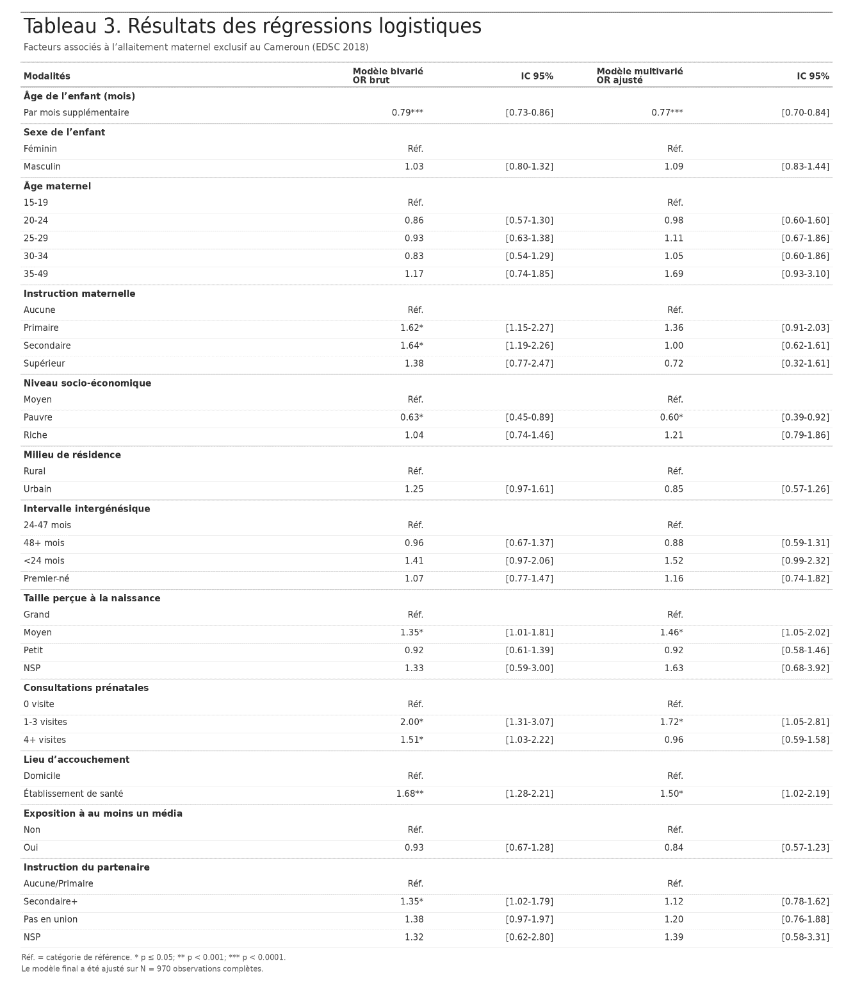 Tableau 3. Résultats des régressions logistiques
Facteurs associés à l’allaitement maternel exclusif au Cameroun (EDSC 2018)
Modalités Modèle bivarié OR brut IC 95% Modèle multivarié OR ajusté IC 95%
Âge de l’enfant (mois)
Par mois supplémentaire 0.79*** [0.73-0.86] 0.77*** [0.70-0.84]
Sexe de l’enfant
Féminin Réf. Réf.
Masculin 1.03 [0.80-1.32] 1.09 [0.83-1.44]
Âge maternel
15-19 Réf. Réf.
20-24 0.86 [0.57-1.30] 0.98 [0.60-1.60]
25-29 0.93 [0.63-1.38] 1.11 [0.67-1.86]
30-34 0.83 [0.54-1.29] 1.05 [0.60-1.86]
35-49 1.17 [0.74-1.85] 1.69 [0.93-3.10]
Instruction maternelle
Aucune Réf. Réf.
Primaire 1.62* [1.15-2.27] 1.36 [0.91-2.03]
Secondaire 1.64* [1.19-2.26] 1.00 [0.62-1.61]
Supérieur 1.38 [0.77-2.47] 0.72 [0.32-1.61]
Niveau socio-économique
Moyen Réf. Réf.
Pauvre 0.63* [0.45-0.89] 0.60* [0.39-0.92]
Riche 1.04 [0.74-1.46] 1.21 [0.79-1.86]
Milieu de résidence
Rural Réf. Réf.
Urbain 1.25 [0.97-1.61] 0.85 [0.57-1.26]
Intervalle intergénésique
24-47 mois Réf. Réf.
48+ mois 0.96 [0.67-1.37] 0.88 [0.59-1.31]
<24 mois 1.41 [0.97-2.06] 1.52 [0.99-2.32]
Premier-né 1.07 [0.77-1.47] 1.16 [0.74-1.82]
Taille perçue à la naissance
Grand Réf. Réf.
Moyen 1.35* [1.01-1.81] 1.46* [1.05-2.02]
Petit 0.92 [0.61-1.39] 0.92 [0.58-1.46]
NSP 1.33 [0.59-3.00] 1.63 [0.68-3.92]
Consultations prénatales
0 visite Réf. Réf.
1-3 visites 2.00* [1.31-3.07] 1.72* [1.05-2.81]
4+ visites 1.51* [1.03-2.22] 0.96 [0.59-1.58]
Lieu d’accouchement
Domicile Réf. Réf.
Établissement de santé 1.68** [1.28-2.21] 1.50* [1.02-2.19]
Exposition à au moins un média
Non Réf. Réf.
Oui 0.93 [0.67-1.28] 0.84 [0.57-1.23]
Instruction du partenaire
Aucune/Primaire Réf. Réf.
Secondaire+ 1.35* [1.02-1.79] 1.12 [0.78-1.62]
Pas en union 1.38 [0.97-1.97] 1.20 [0.76-1.88]
NSP 1.32 [0.62-2.80] 1.39 [0.58-3.31]
Réf. = catégorie de référence. * p ≤ 0.05; ** p < 0.001; *** p < 0.0001.
Le modèle final a été ajusté sur N = 970 observations complètes.